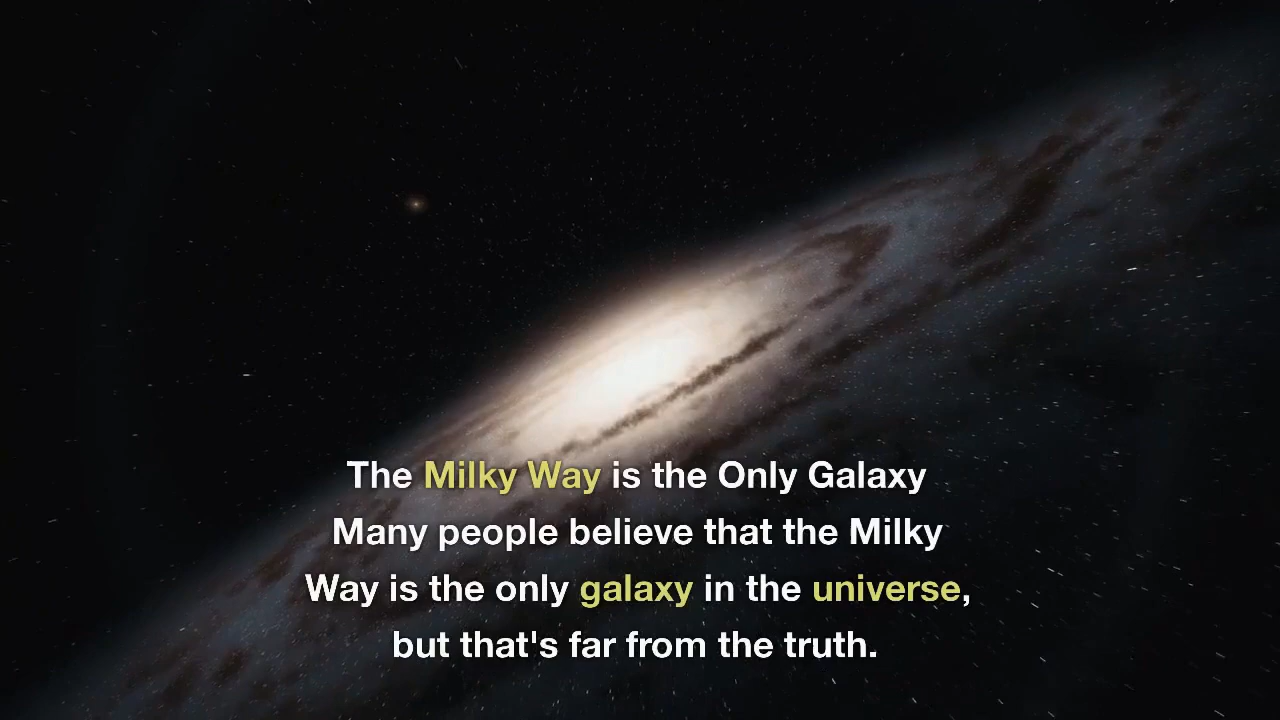 The Milky Way is the Only Galaxy
Many people believe that the Milky
Way is the only galaxy in the universe,
but that's far from the truth.